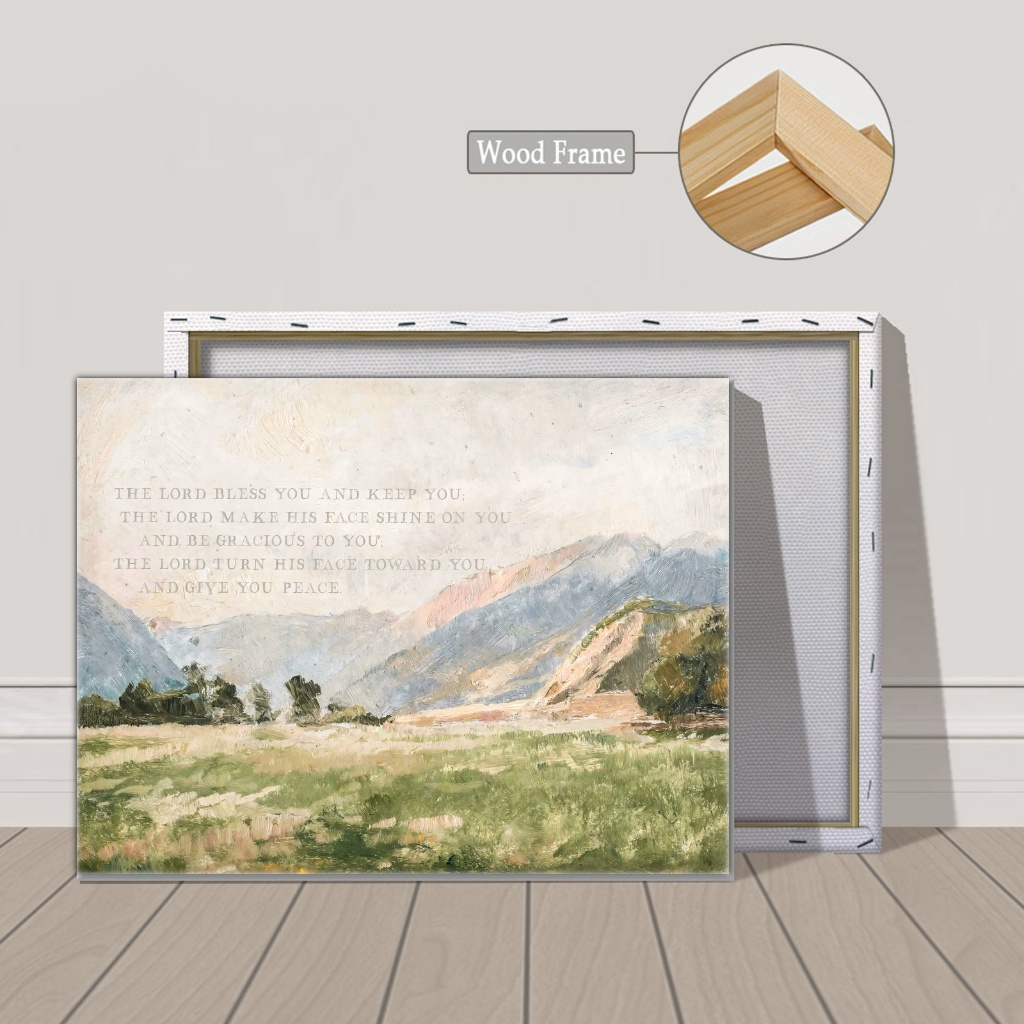 Wood Frame
THE LORD BLESS YOU AND KEEP YOU;
THE LORD MAKE HIS FACE SHINE ON YOU
AND BE GRACIOUS TO YOU;
THE LORD TURN HIS FACE TOWARD YOU
AND GIVE YOU PEACE.